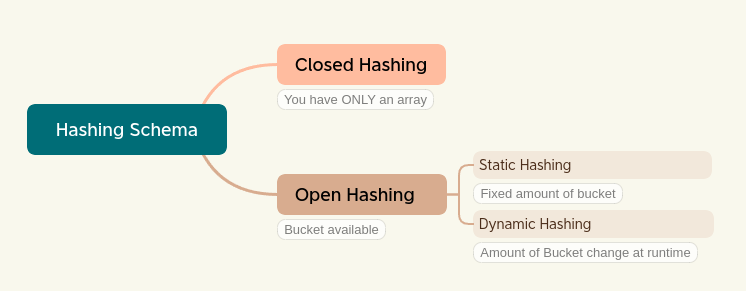 Closed Hashing
You have ONLY an array
Hashing Schema
Open Hashing
Bucket available
Static Hashing
Fixed amount of bucket
Dynamic Hashing
Amount of Bucket change at runtime